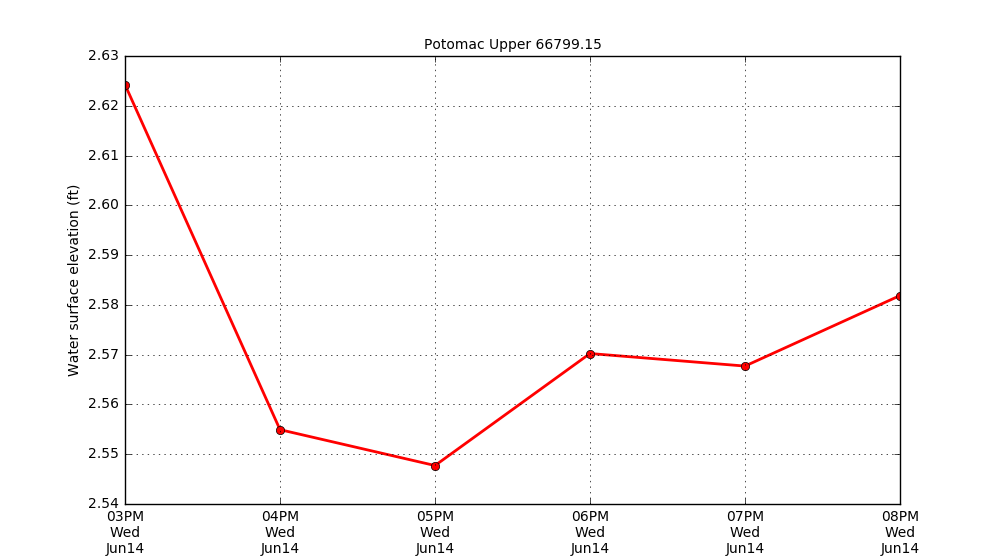 Potomac Upper 66799.15
2.63
2.62
2.61
2.60
2.59
2.58
2.57
2.56
2.55
2.54
Water surface elevation (ft)
03PM 04PM 05PM 06PM 07PM 08PM
Wed Wed Wed Wed Wed Wed
Jun14 Jun14 Jun14 Jun14 Jun14 Jun14